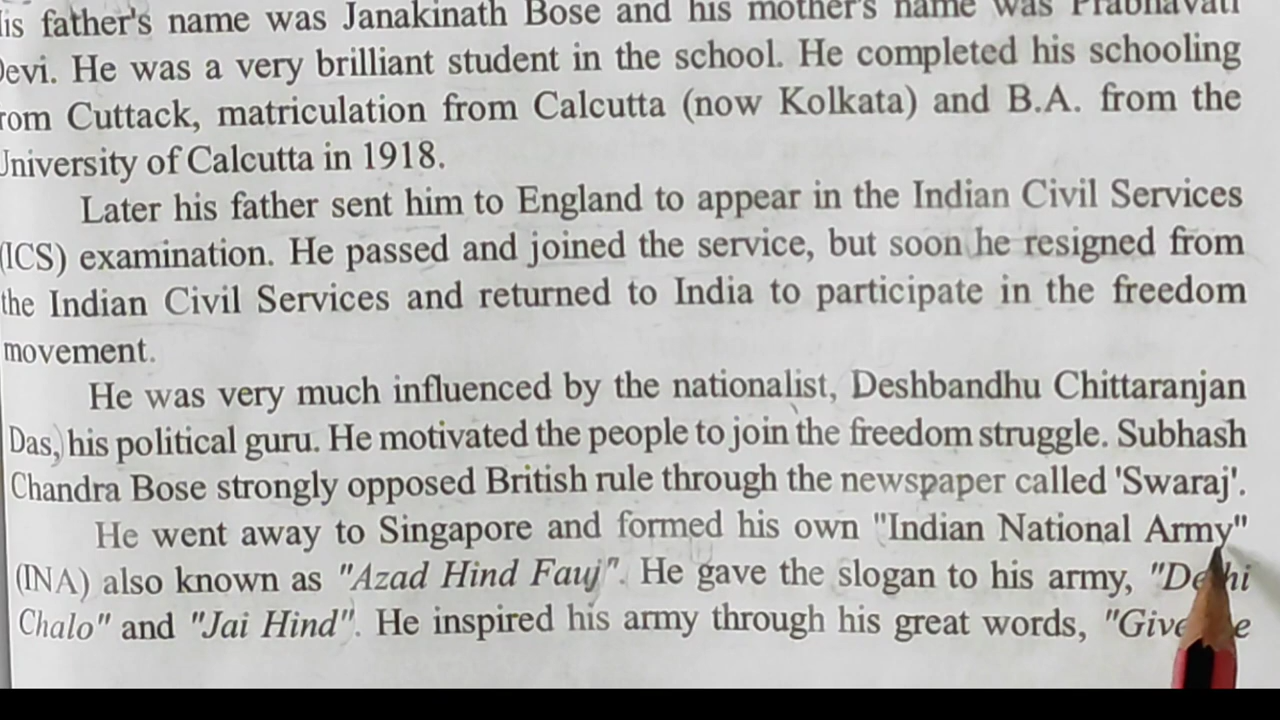 is father's name was Janakinath Bose and his mother's name was Prabhavati
Devi. He was a very brilliant student in the school. He completed his schooling
rom Cuttack, matriculation from Calcutta (now Kolkata) and B.A. from the
University of Calcutta in 1918.
Later his father sent him to England to appear in the Indian Civil Services
(ICS) examination. He passed and joined the service, but soon he resigned from
the Indian Civil Services and returned to India to participate in the freedom
movement.
He was very much influenced by the nationalist, Deshbandhu Chittaranjan
Das, his political guru. He motivated the people to join the freedom struggle. Subhash
Chandra Bose strongly opposed British rule through the newspaper called 'Swaraj'.
He went away to Singapore and formed his own "Indian National Army"
(INA) also known as "Azad Hind Fauj". He gave the slogan to his army, "Delhi
Chalo" and "Jai Hind". He inspired his army through his great words, "Give